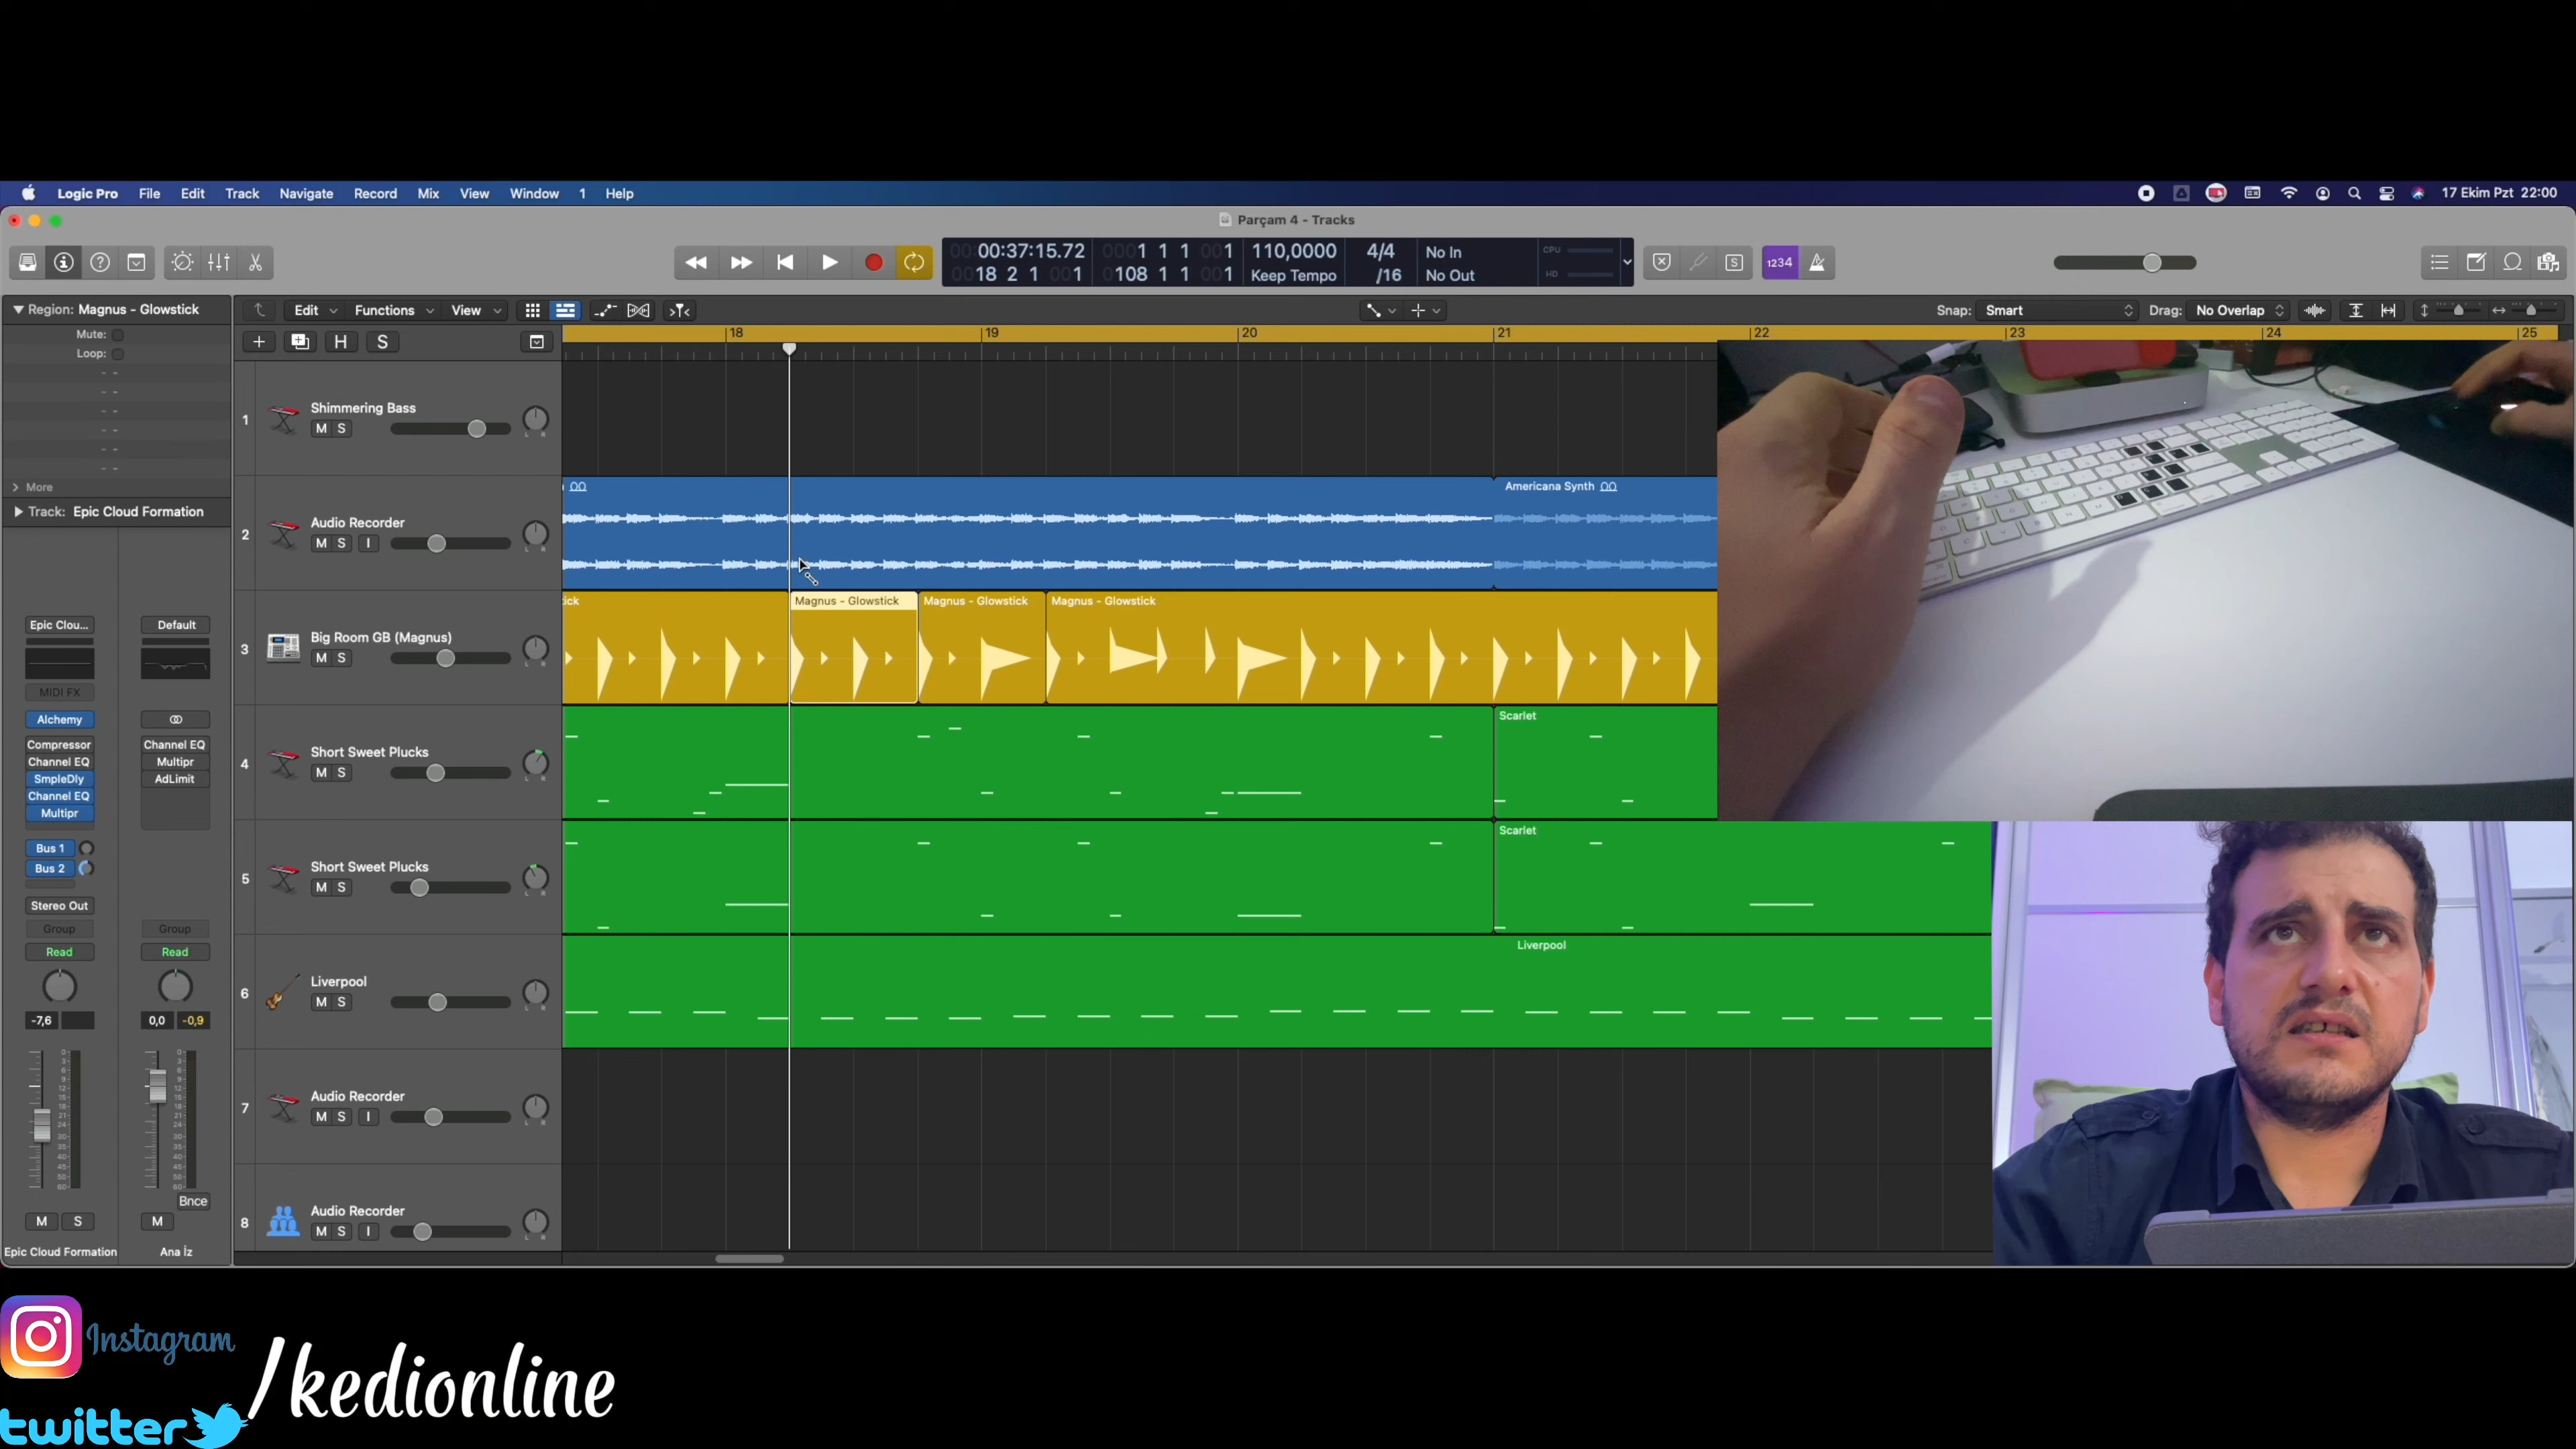 Logic Pro File Edit Track Navigate Record Mix View Window 1 Help
17 Ekim Pzt 22:00
Parçam 4 - Tracks
00:00:37:15.72 0001 1 1 001 110,0000 4/4 No In CPU
0018 2 1 001 0108 1 1 001 Keep Tempo /16 No Out HD
1234
Region: Magnus - Glowstick
Edit Functions View
Snap: Smart Drag: No Overlap
Mute:
Loop:
H S
18 19 20 21 22 23 24 25
More
Track: Epic Cloud Formation
1 Shimmering Bass
M S
2 Audio Recorder
M S I
Americana Synth
3 Big Room GB (Magnus)
M S
Magnus - Glowstick
Magnus - Glowstick
Magnus - Glowstick
4 Short Sweet Plucks
M S
Scarlet
5 Short Sweet Plucks
M S
Scarlet
6 Liverpool
M S
Liverpool
7 Audio Recorder
M S I
8 Audio Recorder
M S I
Epic Clou... Default
MIDI FX
Alchemy
Compressor Channel EQ
Channel EQ Multipr
SmpleDly AdLimit
Channel EQ
Multipr
Bus 1
Bus 2
Stereo Out
Group Group
Read Read
-7,6 0,0 -0,9
Bnce
M S M
Epic Cloud Formation Ana İz
Instagram
twitter
/kedionline